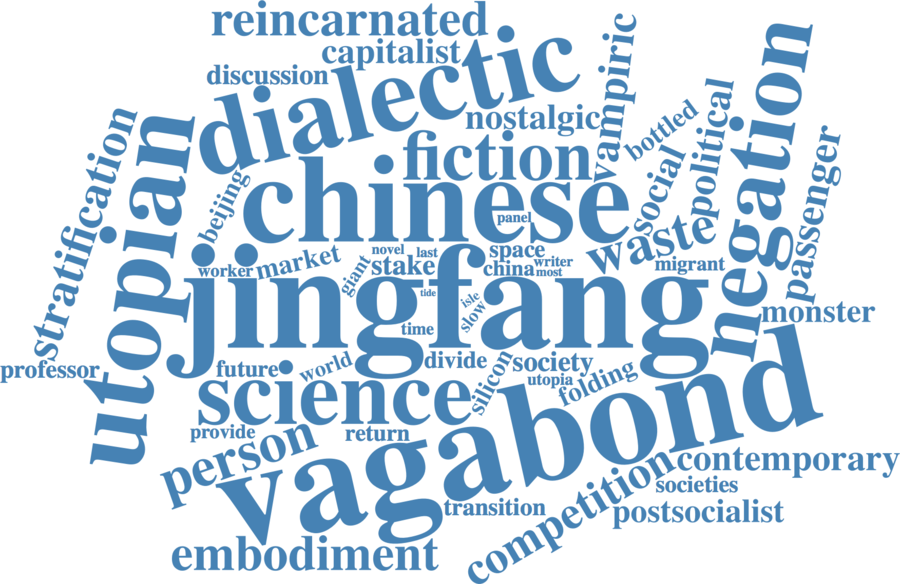 reincarnated
capitalist
discussion
dialectic
nostalgic
vampiric
bottled
political
negation
social
passenger
stratification
utopian
beijing
fiction
chinese
panel
waste
migrant
worker
market
giant
novel
last
stake
space
china
writer
most
tide
isle
slow
time
jingfang
monster
professor
future
world
divide
society
silicon
utopia
folding
science
provide
return
person
vagabond
transition
competition
contemporary
societies
postsocialist
embodiment